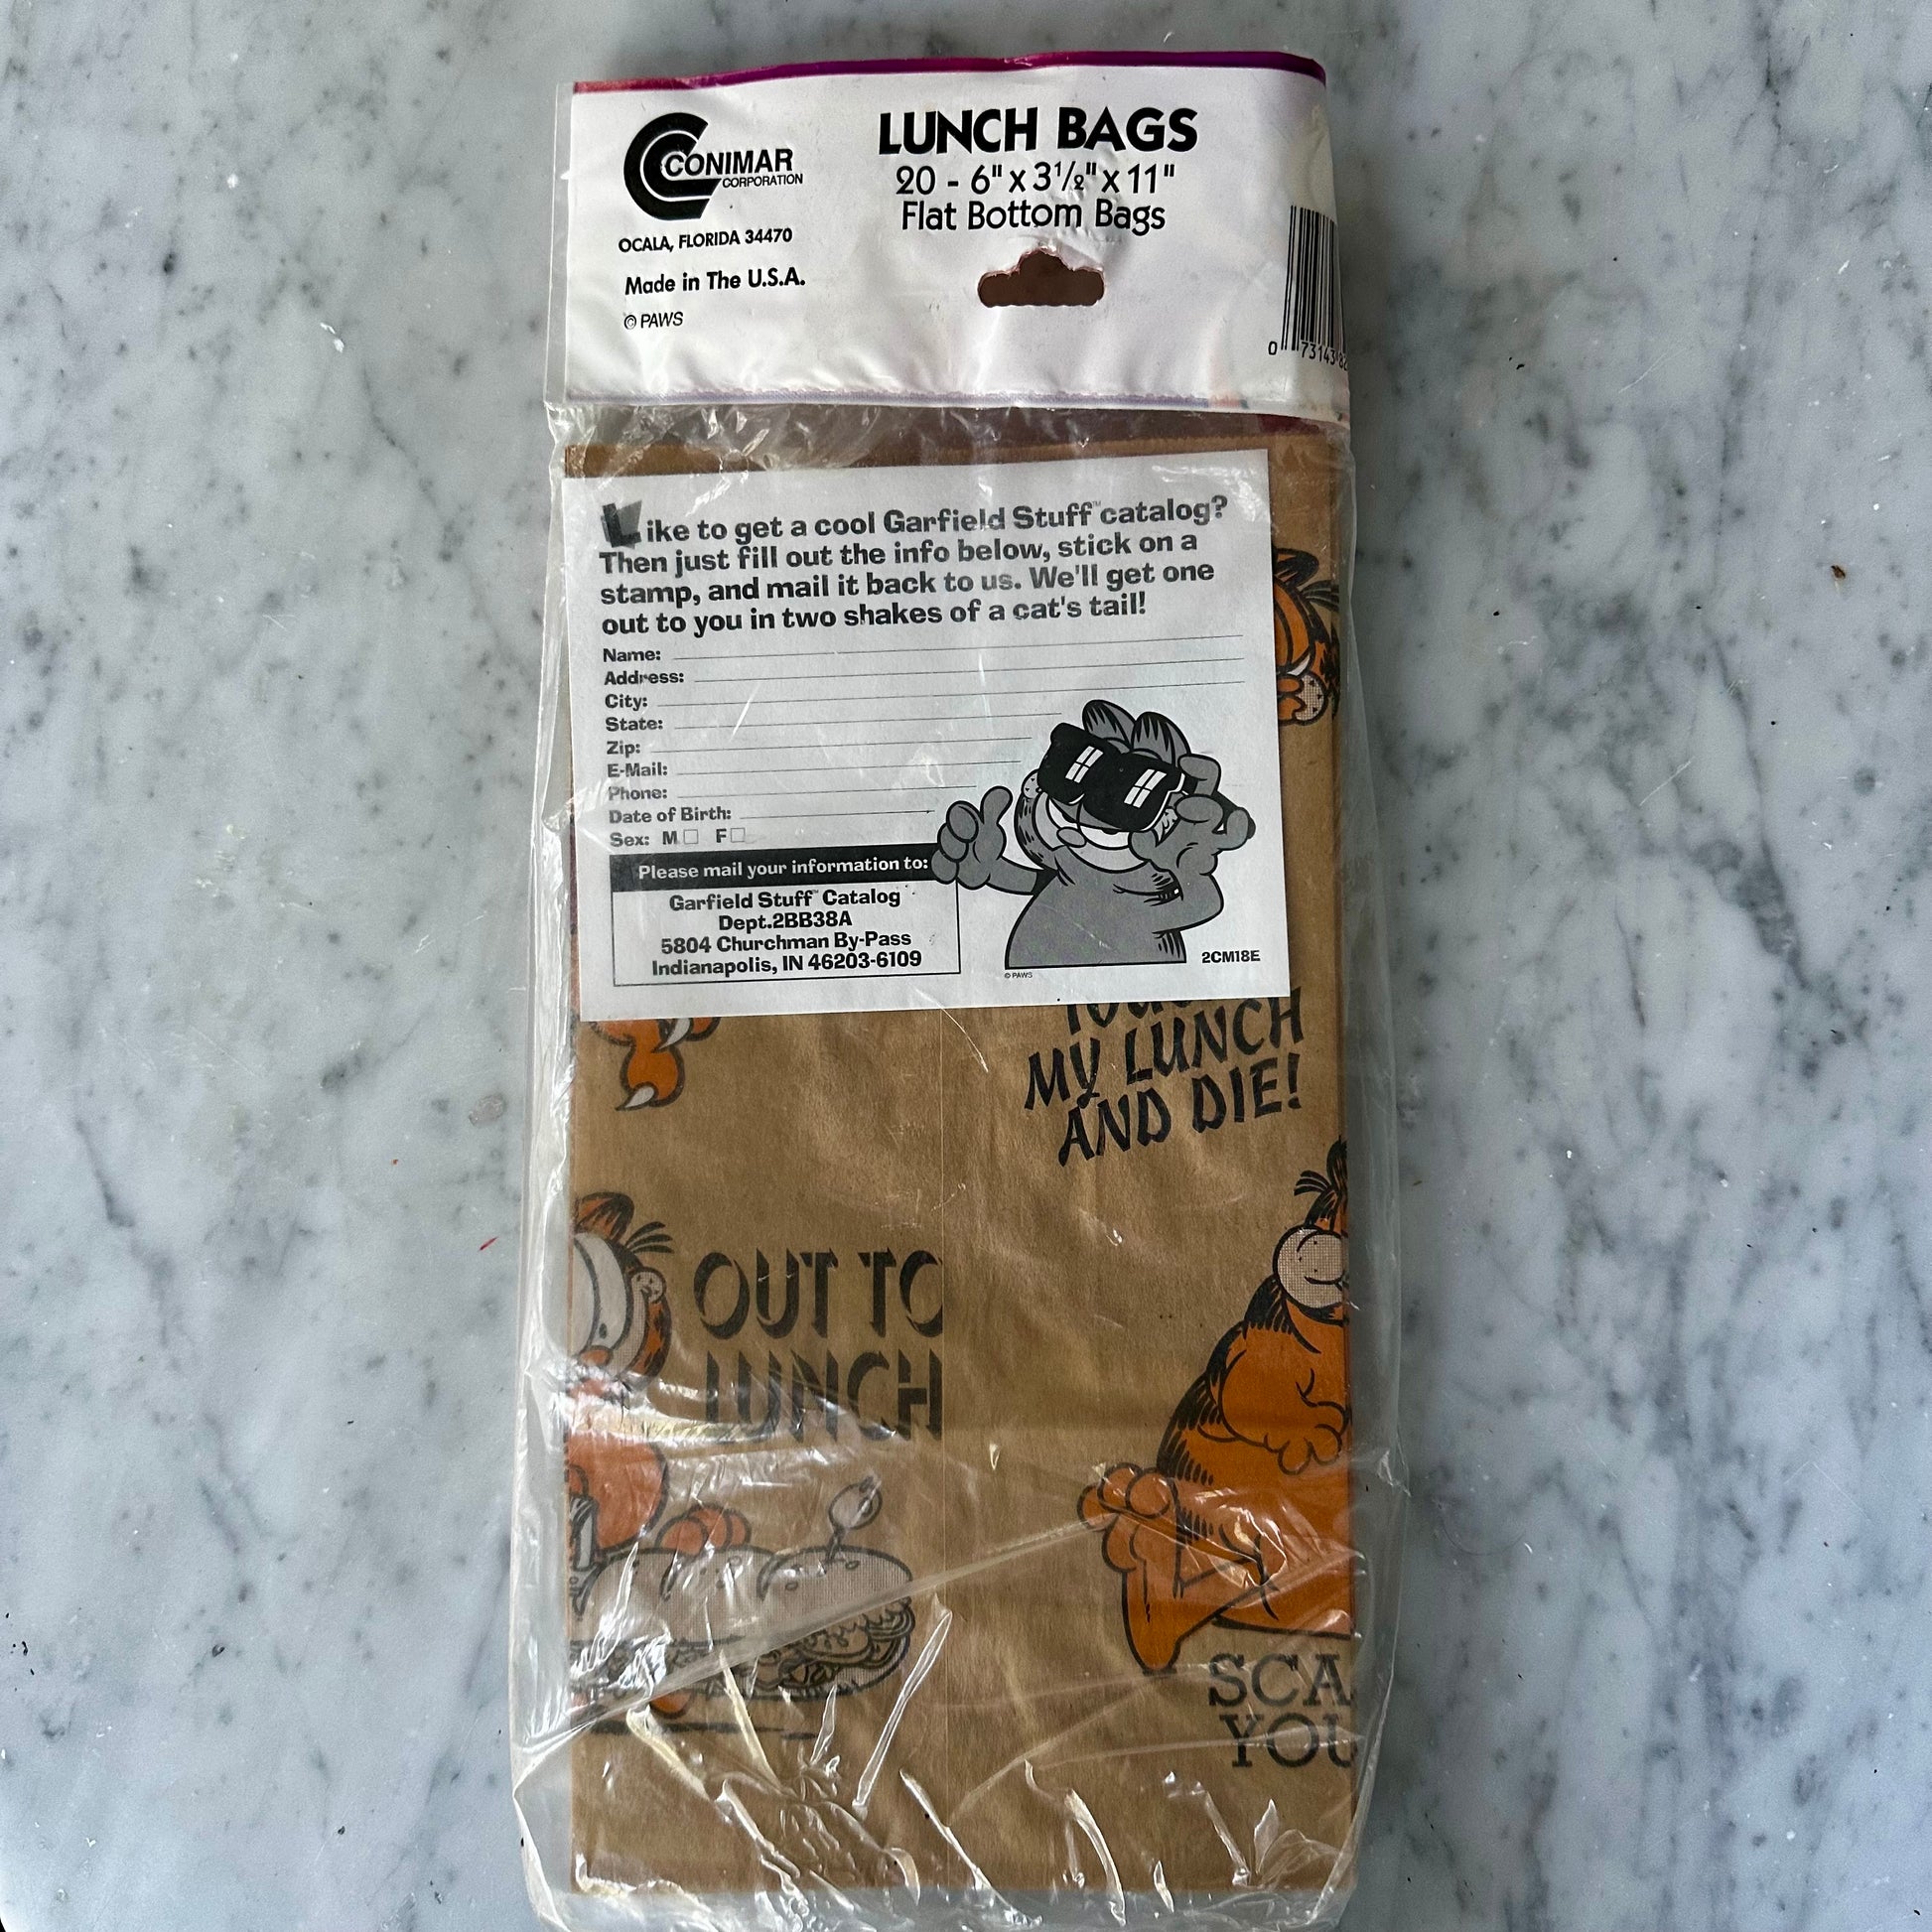 CONIMAR
CORPORATION
OCALA, FLORIDA 34470
Made in The U.S.A.
© PAWS
LUNCH BAGS
20 - 6" x 3½" x 11"
Flat Bottom Bags
0 73143
Like to get a cool Garfield Stuff™ catalog?
Then just fill out the info below, stick on a
stamp, and mail it back to us. We'll get one
out to you in two shakes of a cat's tail!
Name:
Address:
City:
State:
Zip:
E-Mail:
Phone:
Date of Birth:
Sex: M☐ F☐
Please mail your information to:
Garfield Stuff™ Catalog
Dept.2BB38A
5804 Churchman By-Pass
Indianapolis, IN 46203-6109
© PAWS
2CM18E
MY LUNCH
AND DIE!
OUT TO
LUNCH
SCA
YOU